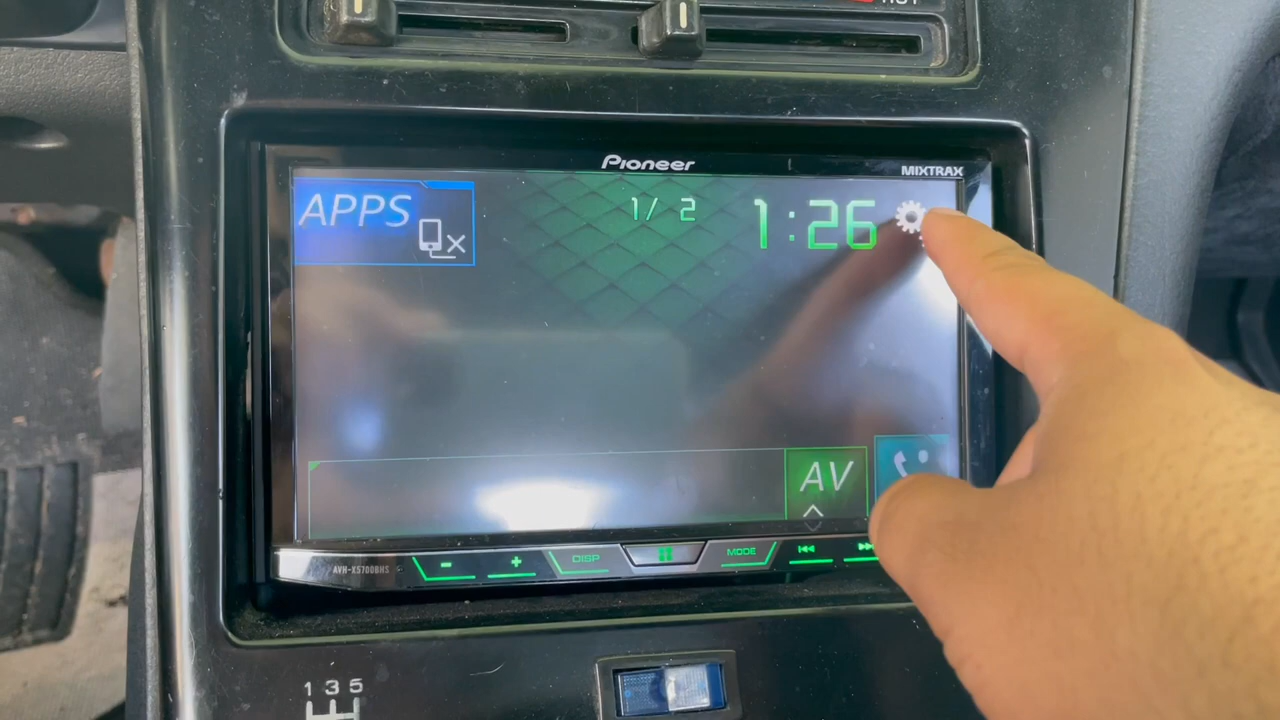 Pioneer
MIXTRAX
APPS
1/ 2
1:26
AV
AVH-X5700BHS
-
+
DISP
MODE
1 3 5